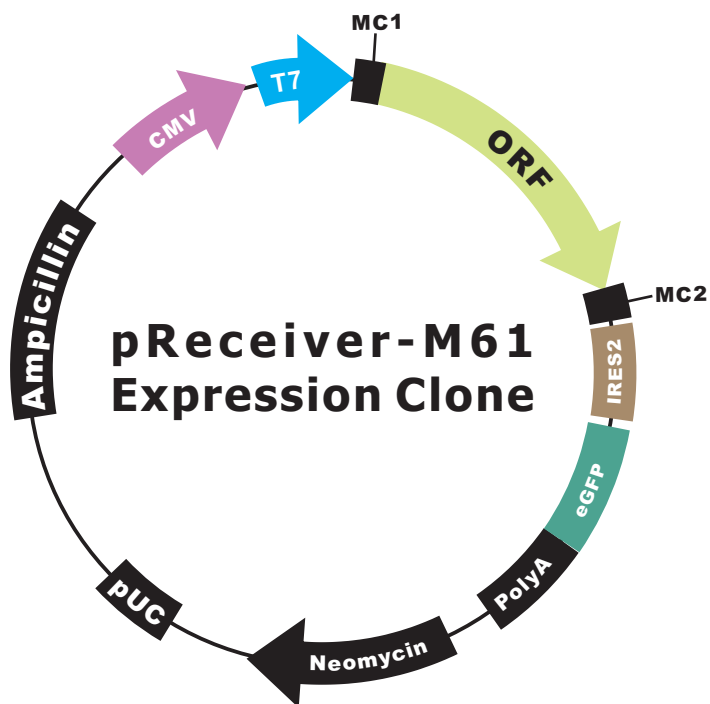 MC1
T7
CMV
ORF
Ampicillin
MC2
pReceiver-M61
Expression Clone
IRES2
eGFP
PolyA
pUC
Neomycin